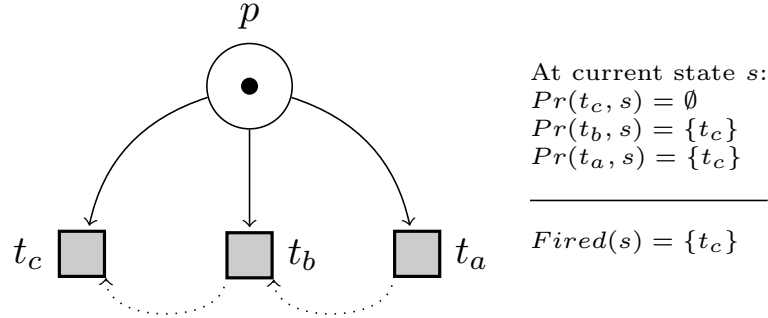 p
At current state s:
Pr(t_c, s) = ∅
Pr(t_b, s) = {t_c}
Pr(t_a, s) = {t_c}
Fired(s) = {t_c}
t_c t_b t_a